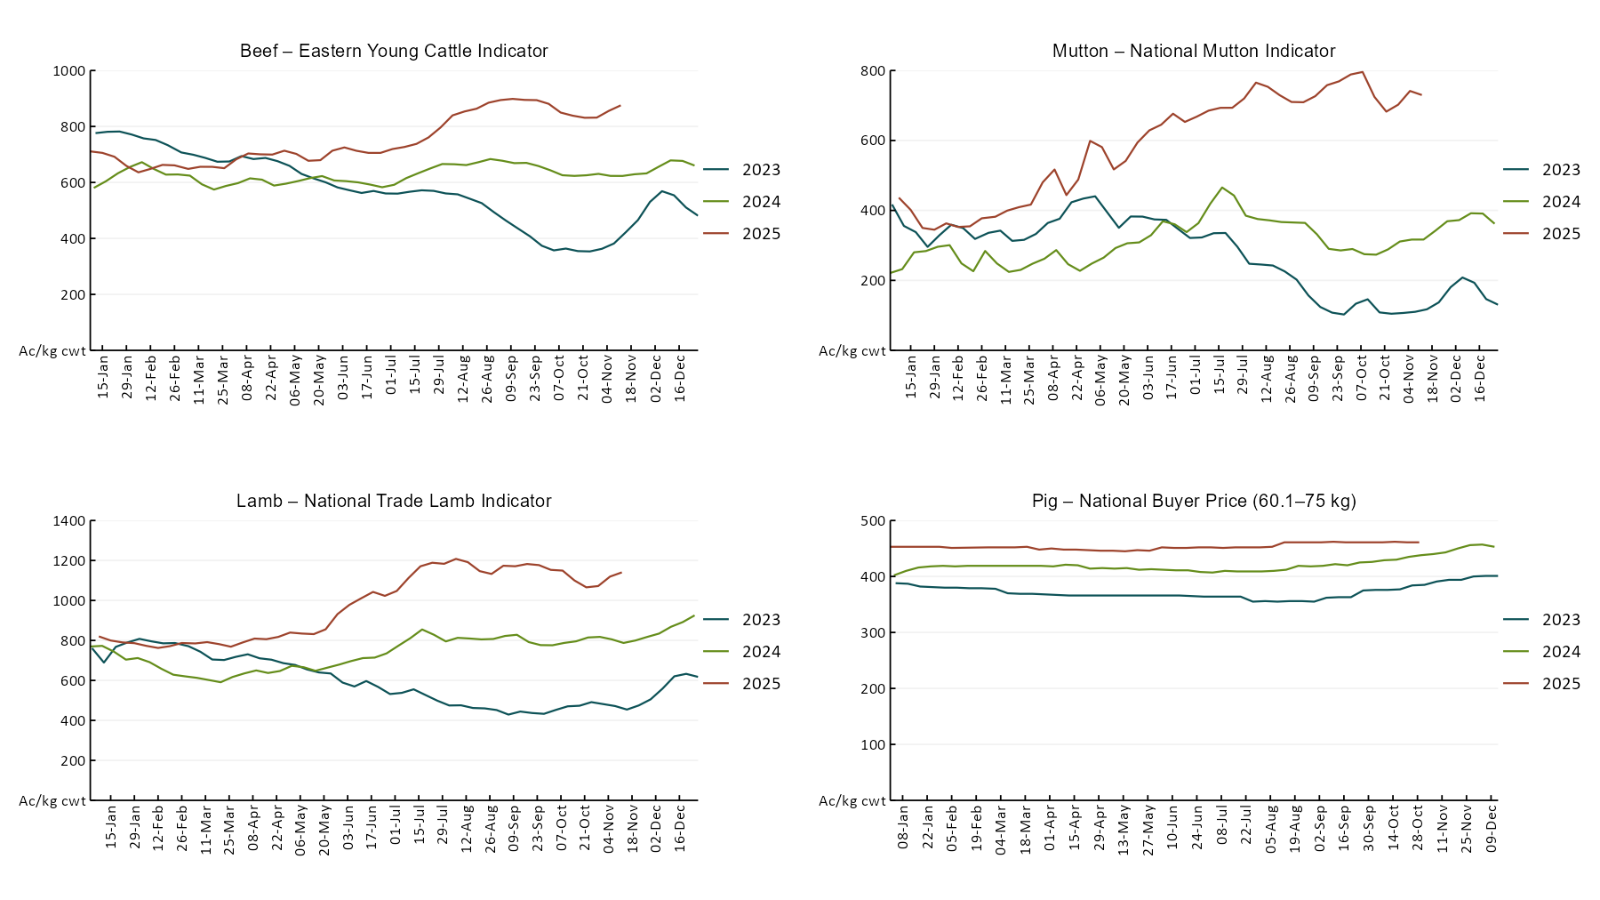 Beef – Eastern Young Cattle Indicator
1000
800
600
400
200
Ac/kg cwt
15-Jan
29-Jan
12-Feb
26-Feb
11-Mar
25-Mar
08-Apr
22-Apr
06-May
20-May
03-Jun
17-Jun
01-Jul
15-Jul
29-Jul
12-Aug
26-Aug
09-Sep
23-Sep
07-Oct
21-Oct
04-Nov
18-Nov
02-Dec
16-Dec
2023
2024
2025
Mutton – National Mutton Indicator
800
600
400
200
Ac/kg cwt
15-Jan
29-Jan
12-Feb
26-Feb
11-Mar
25-Mar
08-Apr
22-Apr
06-May
20-May
03-Jun
17-Jun
01-Jul
15-Jul
29-Jul
12-Aug
26-Aug
09-Sep
23-Sep
07-Oct
21-Oct
04-Nov
18-Nov
02-Dec
16-Dec
2023
2024
2025
Lamb – National Trade Lamb Indicator
1400
1200
1000
800
600
400
200
Ac/kg cwt
15-Jan
29-Jan
12-Feb
26-Feb
11-Mar
25-Mar
08-Apr
22-Apr
06-May
20-May
03-Jun
17-Jun
01-Jul
15-Jul
29-Jul
12-Aug
26-Aug
09-Sep
23-Sep
07-Oct
21-Oct
04-Nov
18-Nov
02-Dec
16-Dec
2023
2024
2025
Pig – National Buyer Price (60.1–75 kg)
500
400
300
200
100
Ac/kg cwt
08-Jan
22-Jan
05-Feb
19-Feb
04-Mar
18-Mar
01-Apr
15-Apr
29-Apr
13-May
27-May
10-Jun
24-Jun
08-Jul
22-Jul
05-Aug
19-Aug
02-Sep
16-Sep
30-Sep
14-Oct
28-Oct
11-Nov
25-Nov
09-Dec
2023
2024
2025